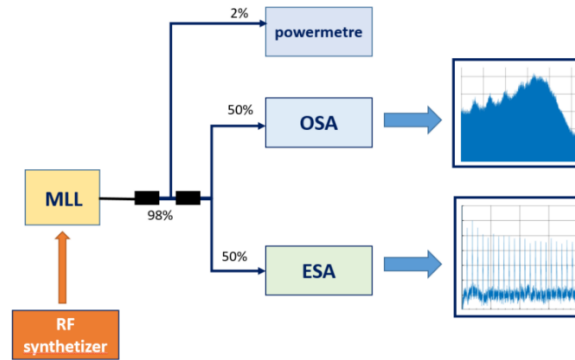 2%
powermetre
50%
OSA
MLL
98%
50%
ESA
RF
synthetizer